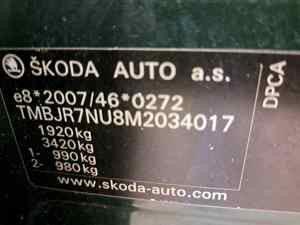 ŠKODA AUTO a.s.
e8*2007/46*0272
TMBJR7NU8M2034017
1920kg
3420kg
1- 990kg
2- 980kg
www.skoda-auto.com
DPCA